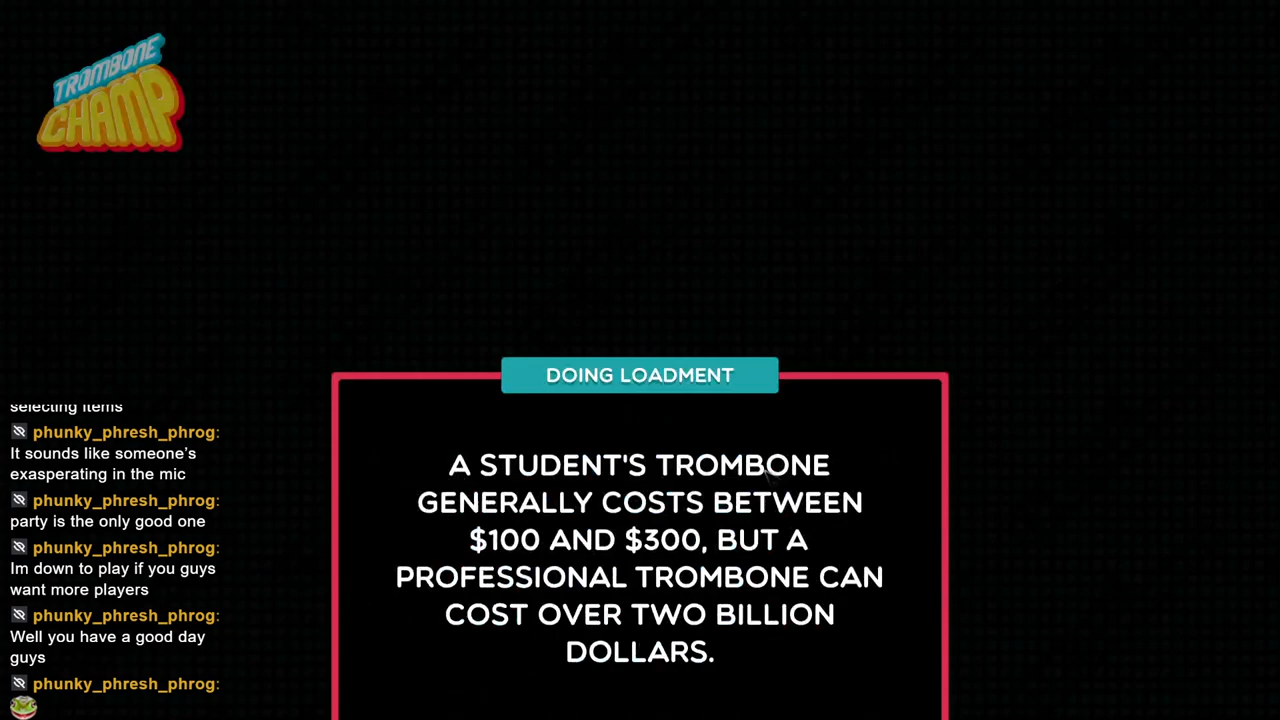 TROMBONE
CHAMP
DOING LOADMENT
A STUDENT'S TROMBONE
GENERALLY COSTS BETWEEN
$100 AND $300, BUT A
PROFESSIONAL TROMBONE CAN
COST OVER TWO BILLION
DOLLARS.
selecting items
phunky_phresh_phrog:
It sounds like someone's
exasperating in the mic
phunky_phresh_phrog:
party is the only good one
phunky_phresh_phrog:
Im down to play if you guys
want more players
phunky_phresh_phrog:
Well you have a good day
guys
phunky_phresh_phrog: